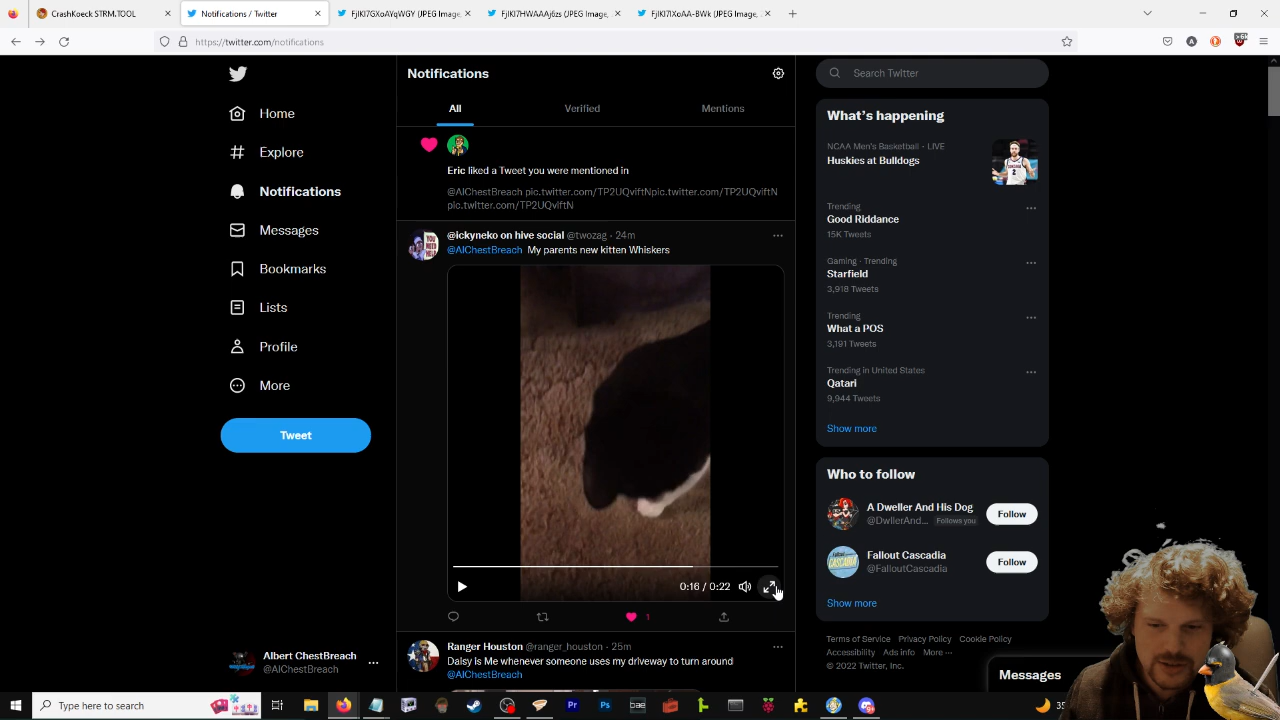 CrashKoeck STRM.TOOL
Notifications / Twitter
FjIKI7GXoAYqWGY (JPEG Image,
FjIKI7HWAAAj6zs (JPEG Image,
FjIKI7IXoAA-BWk (JPEG Image,
https://twitter.com/notifications
Home
Explore
Notifications
Messages
Bookmarks
Lists
Profile
More
Tweet
Albert ChestBreach
@AlChestBreach
Notifications
All
Verified
Mentions
Eric liked a Tweet you were mentioned in
@AlChestBreach pic.twitter.com/TP2UQviftNpic.twitter.com/TP2UQviftN
pic.twitter.com/TP2UQviftN
@ickyneko on hive social @twozag · 24m
@AlChestBreach My parents new kitten Whiskers
YOU NEED HELP
0:16 / 0:22
1
Ranger Houston @ranger_houston · 25m
Daisy is Me whenever someone uses my driveway to turn around
@AlChestBreach
Search Twitter
What's happening
NCAA Men's Basketball · LIVE
Huskies at Bulldogs
Trending
Good Riddance
15K Tweets
Gaming · Trending
Starfield
3,918 Tweets
Trending
What a POS
3,191 Tweets
Trending in United States
Qatari
9,944 Tweets
Show more
Who to follow
A Dweller And His Dog
@DwllerAnd... Follows you
Follow
Fallout Cascadia
@FalloutCascadia
Follow
Show more
Terms of Service Privacy Policy Cookie Policy
Accessibility Ads info More ···
© 2022 Twitter, Inc.
Messages
Type here to search